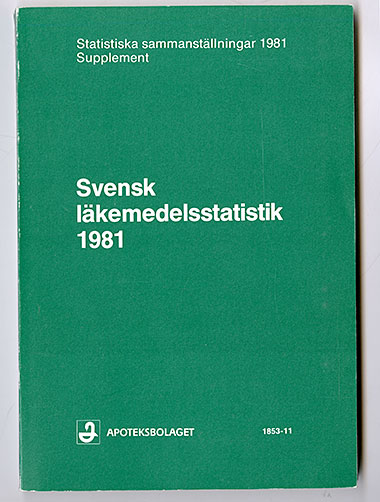 Statistiska sammanställningar 1981
Supplement
Svensk
läkemedelsstatistik
1981
APOTEKSBOLAGET 1853-11